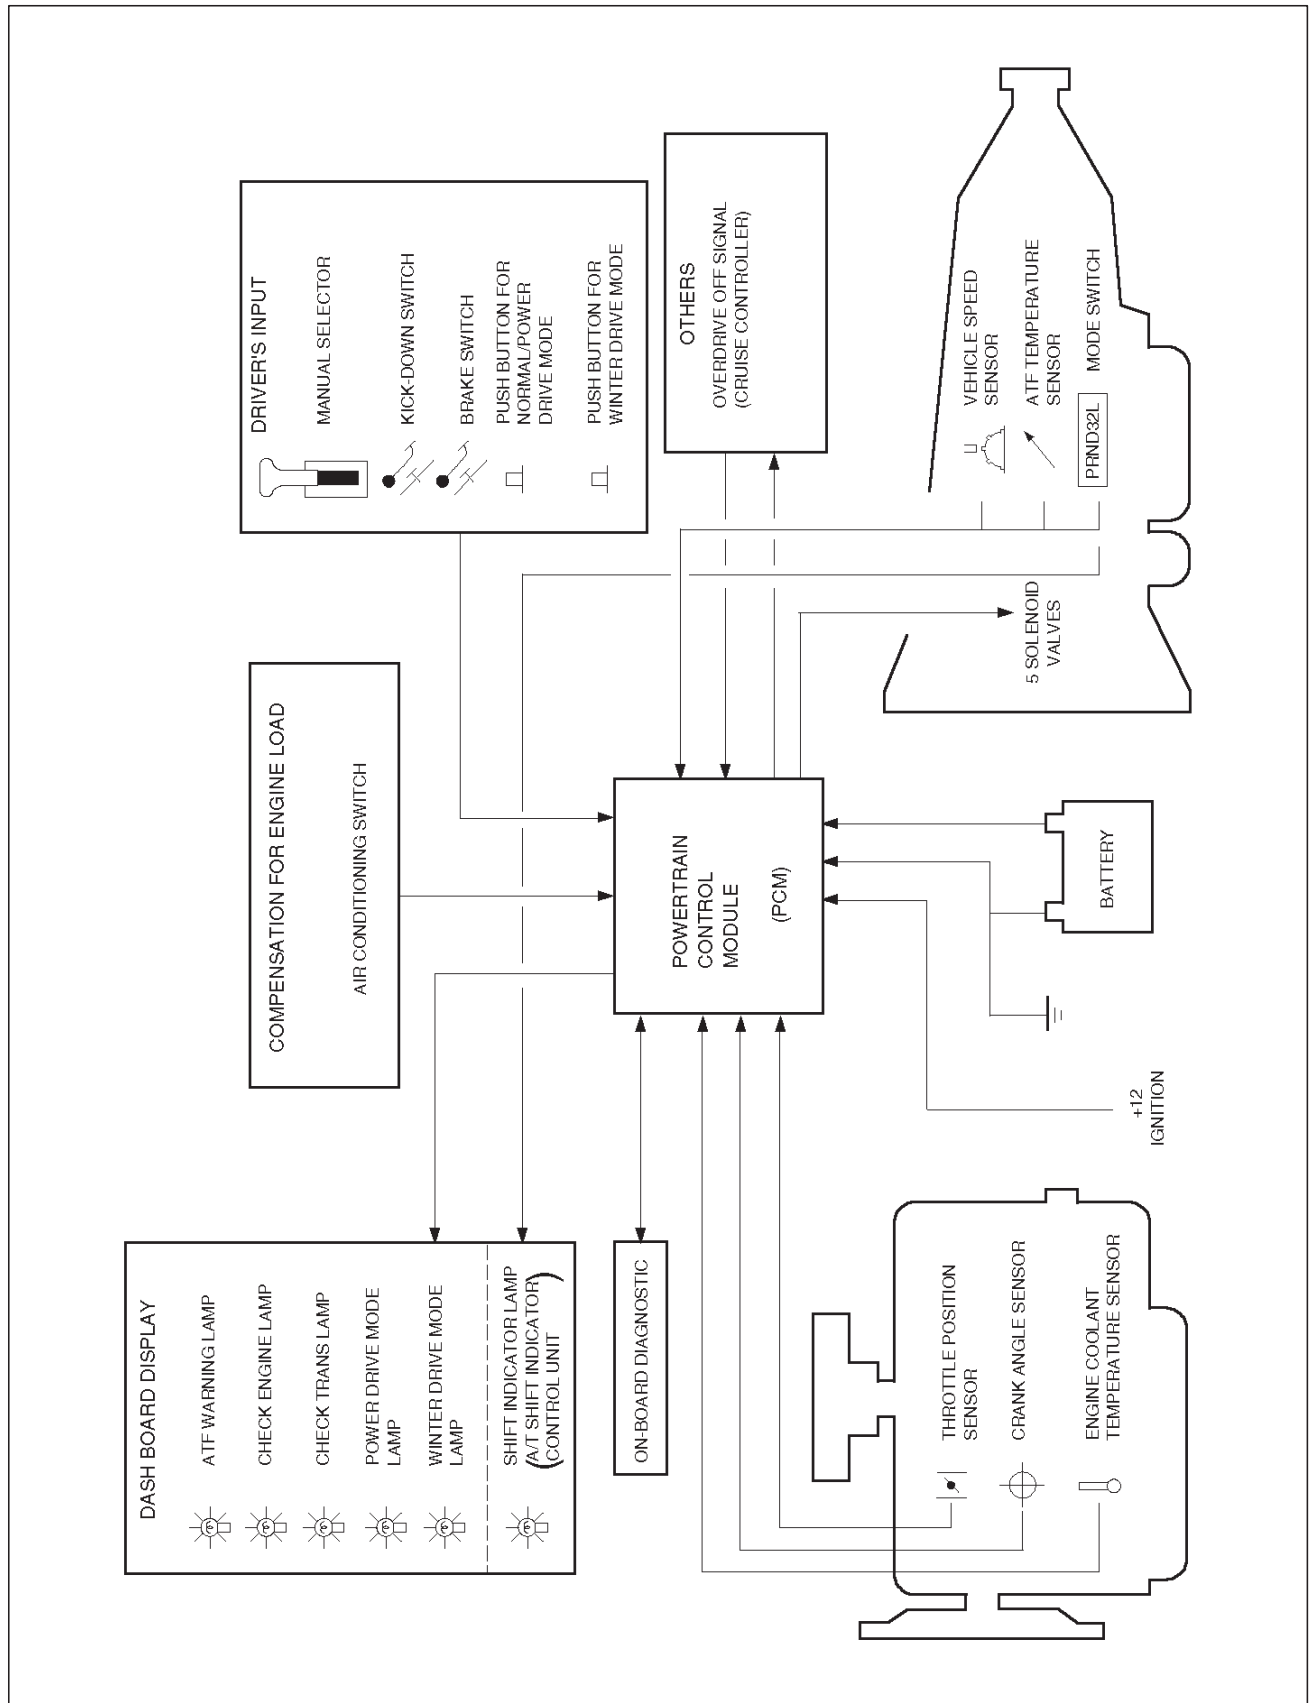 DASH BOARD DISPLAY
ATF WARNING LAMP
CHECK ENGINE LAMP
CHECK TRANS LAMP
POWER DRIVE MODE
LAMP
WINTER DRIVE MODE
LAMP
SHIFT INDICATOR LAMP
(A/T SHIFT INDICATOR)
(CONTROL UNIT)
COMPENSATION FOR ENGINE LOAD
AIR CONDITIONING SWITCH
DRIVER'S INPUT
MANUAL SELECTOR
KICK-DOWN SWITCH
BRAKE SWITCH
PUSH BUTTON FOR
NORMAL/POWER
DRIVE MODE
PUSH BUTTON FOR
WINTER DRIVE MODE
ON-BOARD DIAGNOSTIC
POWERTRAIN
CONTROL
MODULE
(PCM)
OTHERS
OVERDRIVE OFF SIGNAL
(CRUISE CONTROLLER)
THROTTLE POSITION
SENSOR
CRANK ANGLE SENSOR
ENGINE COOLANT
TEMPERATURE SENSOR
+12
IGNITION
BATTERY
5 SOLENOID
VALVES
VEHICLE SPEED
SENSOR
ATF TEMPERATURE
SENSOR
PRND32L
MODE SWITCH